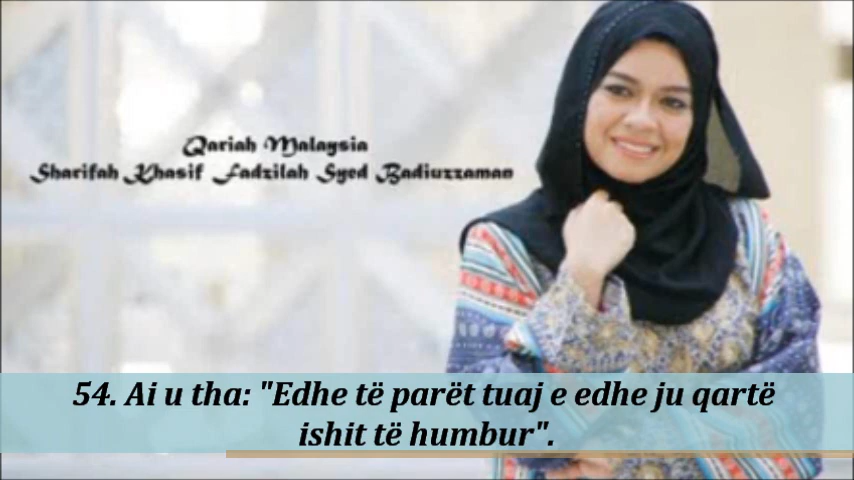 Qariah Malaysia
Sharifah Khasif Fadzilah Syed Badiuzzaman
54. Ai u tha: "Edhe të parët tuaj e edhe ju qartë
ishit të humbur".